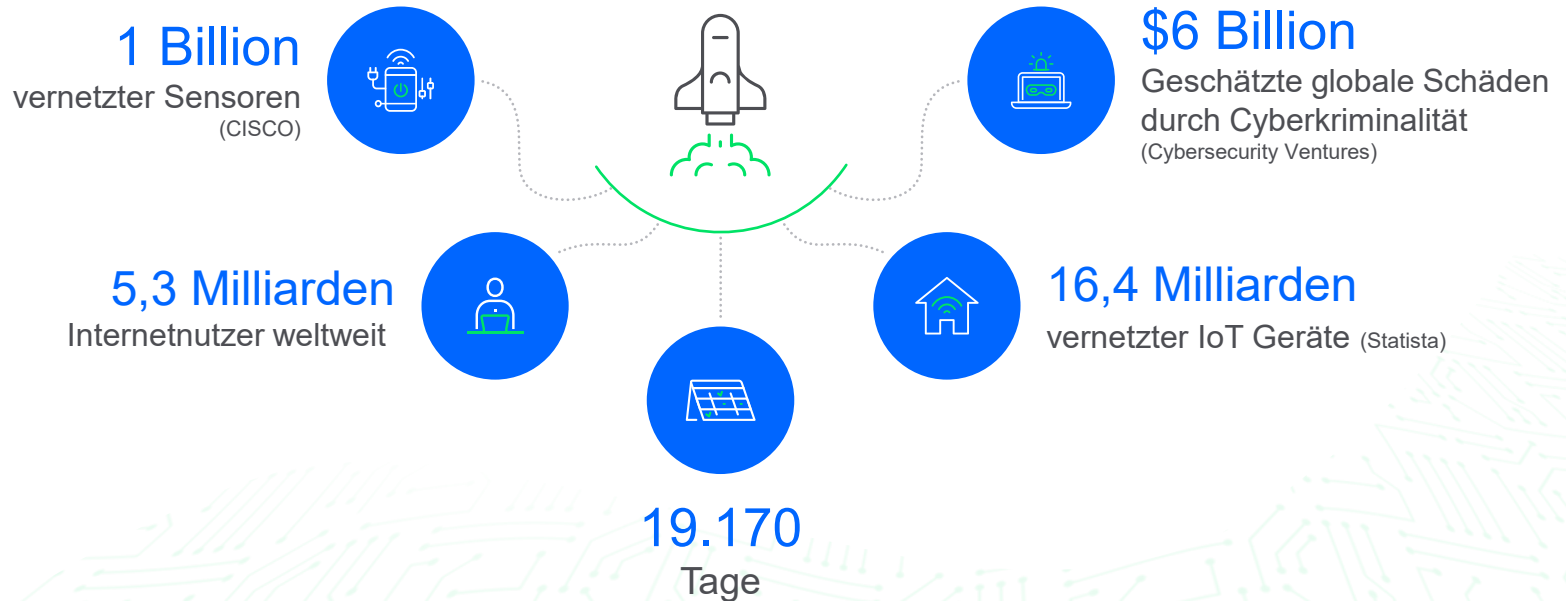 1 Billion
vernetzter Sensoren
(CISCO)
$6 Billion
Geschätzte globale Schäden
durch Cyberkriminalität
(Cybersecurity Ventures)
5,3 Milliarden
Internetnutzer weltweit
16,4 Milliarden
vernetzter IoT Geräte (Statista)
19.170
Tage